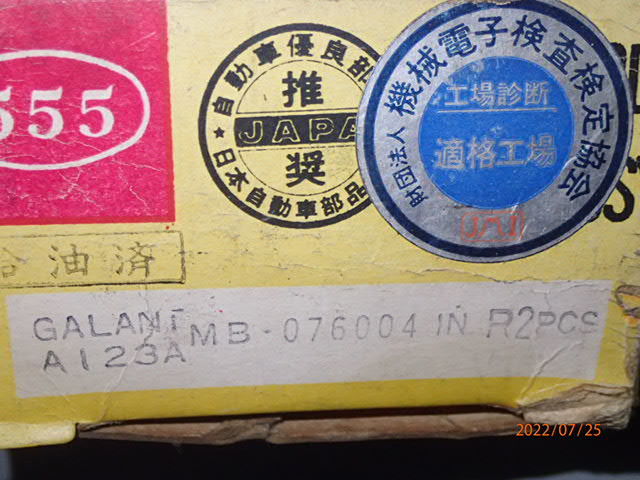 555
自動車優良部
推
JAPA
奨
★日本自動車部品
機械電子検査検定協会
工場診断
適格工場
財団法人
油済
GALANT MB-076004 IN R2PCS
A123A
2022/07/25